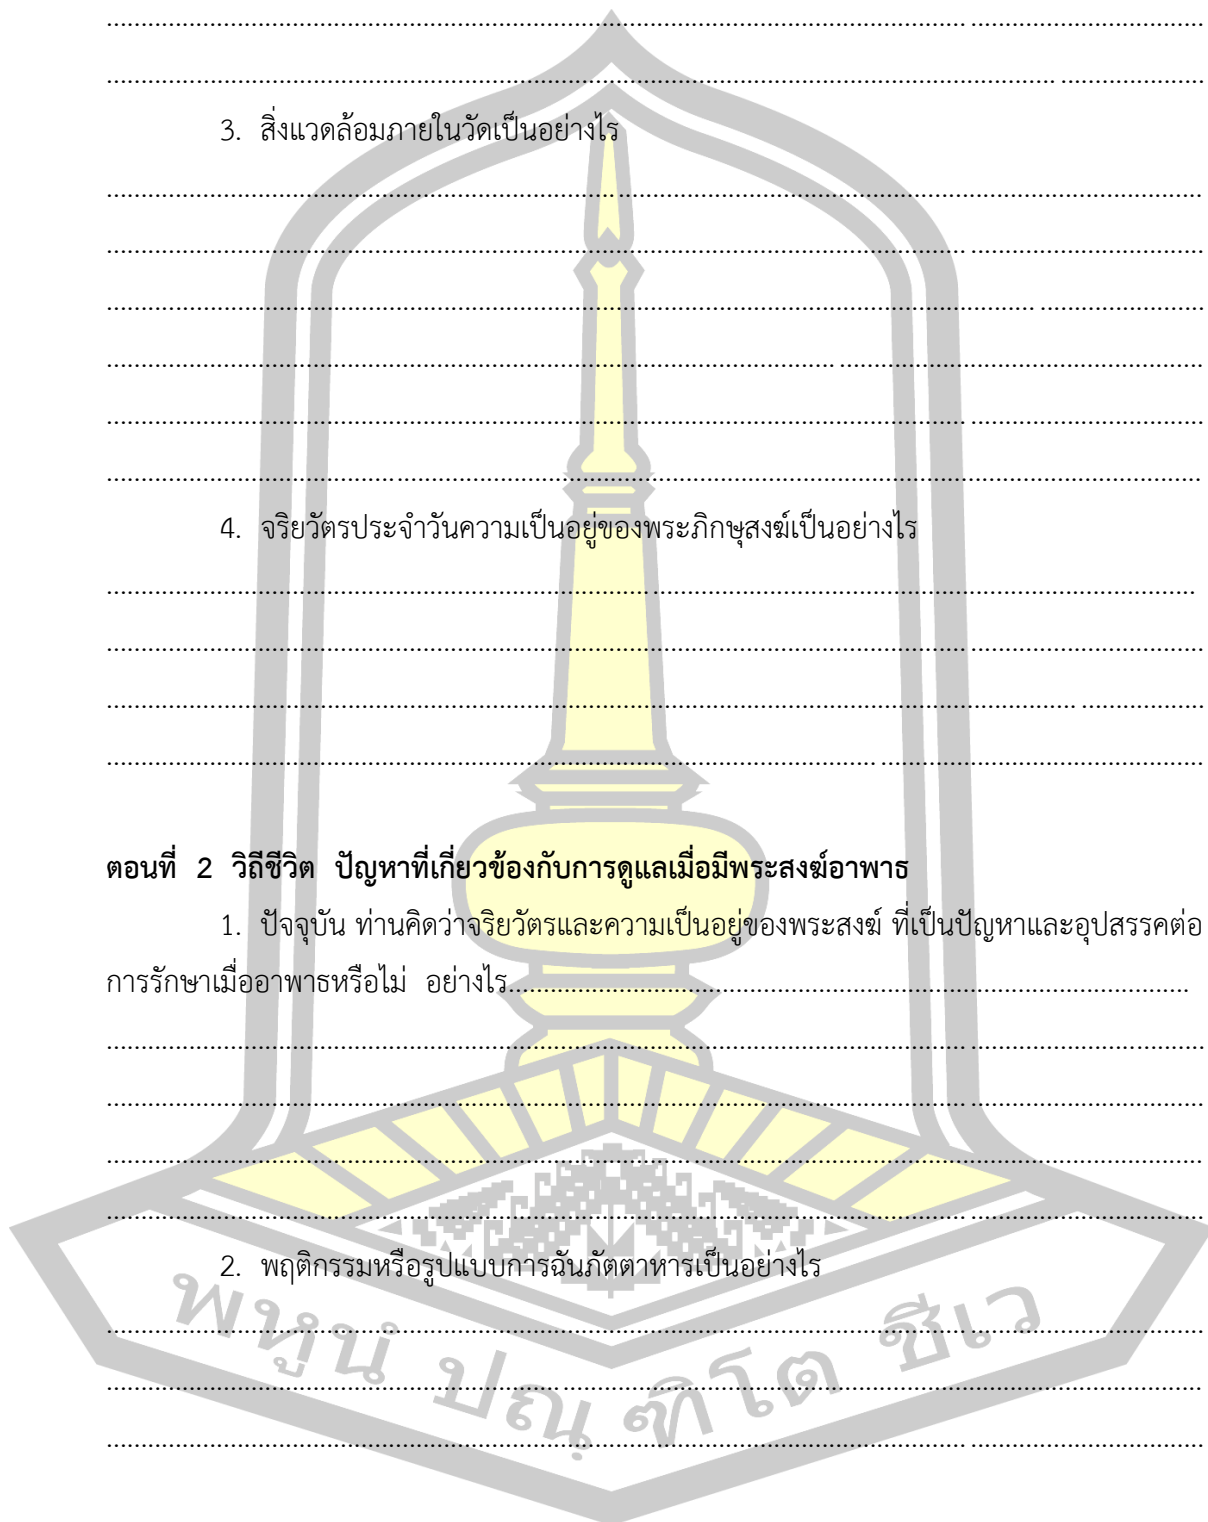 ................................................................................................................................
................................................................................................................................
3. สิ่งแวดล้อมภายในวัดเป็นอย่างไร
................................................................................................................................
................................................................................................................................
................................................................................................................................
................................................................................................................................
................................................................................................................................
................................................................................................................................
4. จริยวัตรประจำวันความเป็นอยู่ของพระภิกษุสงฆ์เป็นอย่างไร
................................................................................................................................
................................................................................................................................
................................................................................................................................
................................................................................................................................
ตอนที่ 2 วิถีชีวิต ปัญหาที่เกี่ยวข้องกับการดูแลเมื่อมีพระสงฆ์อาพาธ
1. ปัจจุบัน ท่านคิดว่าจริยวัตรและความเป็นอยู่ของพระสงฆ์ ที่เป็นปัญหาและอุปสรรคต่อ
การรักษาเมื่ออาพาธหรือไม่ อย่างไร................................................................................
................................................................................................................................
................................................................................................................................
................................................................................................................................
................................................................................................................................
2. พฤติกรรมหรือรูปแบบการฉันภัตตาหารเป็นอย่างไร
................................................................................................................................
................................................................................................................................
................................................................................................................................
พหูนํ ปณฺฑิโต ชีเว